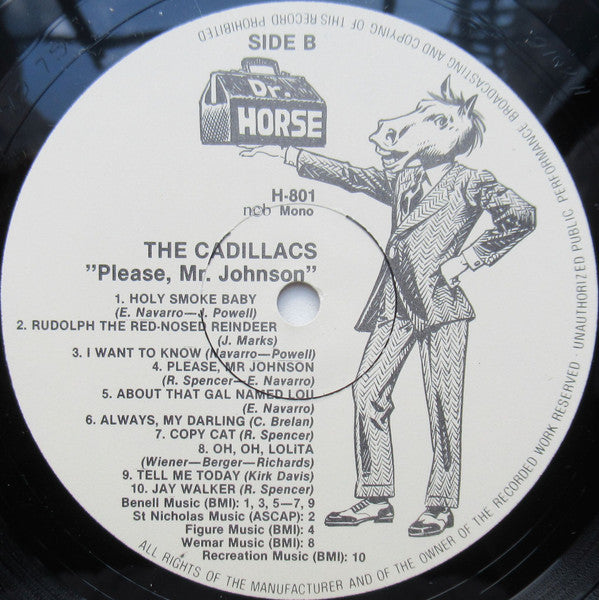 SIDE B
Dr.
HORSE
H-801
ncb Mono
THE CADILLACS
"Please, Mr. Johnson"
1. HOLY SMOKE BABY
(E. Navarro—J. Powell)
2. RUDOLPH THE RED-NOSED REINDEER
(J. Marks)
3. I WANT TO KNOW (Navarro—Powell)
4. PLEASE, MR JOHNSON
(R. Spencer—E. Navarro)
5. ABOUT THAT GAL NAMED LOU
(E. Navarro)
6. ALWAYS, MY DARLING (C. Brelan)
7. COPY CAT (R. Spencer)
8. OH, OH, LOLITA
(Wiener—Berger—Richards)
9. TELL ME TODAY (Kirk Davis)
10. JAY WALKER (R. Spencer)
Benell Music (BMI): 1, 3, 5—7, 9
St Nicholas Music (ASCAP): 2
Figure Music (BMI): 4
Wemar Music (BMI): 8
Recreation Music (BMI): 10
ALL RIGHTS OF THE MANUFACTURER AND OF THE OWNER OF THE RECORDED WORK RESERVED · UNAUTHORIZED PUBLIC PERFORMANCE BROADCASTING AND COPYING OF THIS RECORD PROHIBITED